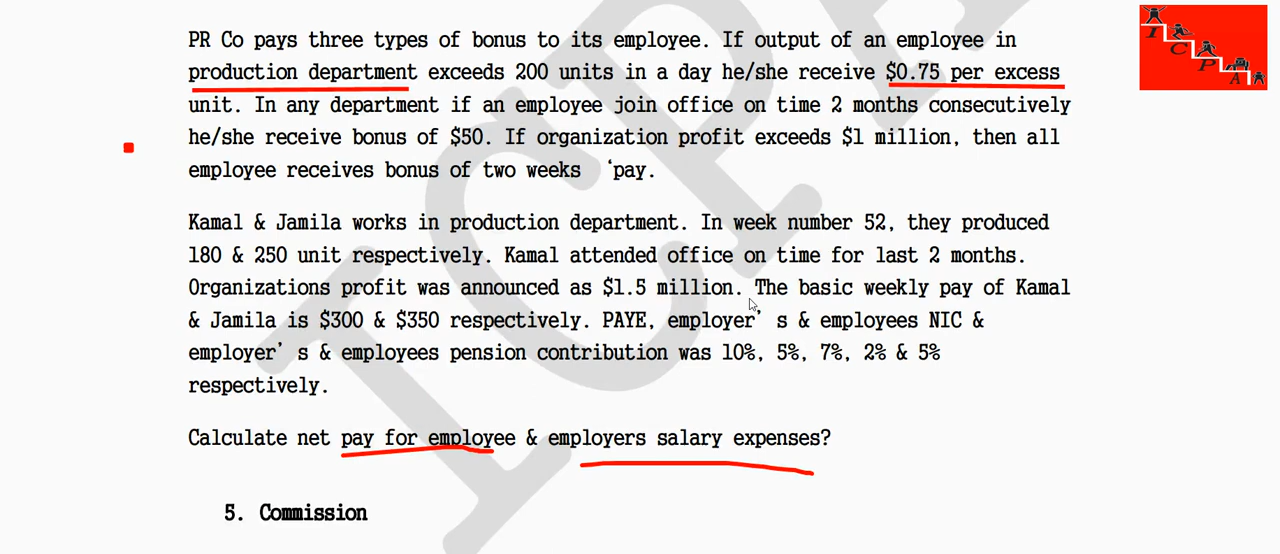 PR Co pays three types of bonus to its employee. If output of an employee in
production department exceeds 200 units in a day he/she receive $0.75 per excess
unit. In any department if an employee join office on time 2 months consecutively
he/she receive bonus of $50. If organization profit exceeds $1 million, then all
employee receives bonus of two weeks ‘pay.
Kamal & Jamila works in production department. In week number 52, they produced
180 & 250 unit respectively. Kamal attended office on time for last 2 months.
Organizations profit was announced as $1.5 million. The basic weekly pay of Kamal
& Jamila is $300 & $350 respectively. PAYE, employer’ s & employees NIC &
employer’ s & employees pension contribution was 10%, 5%, 7%, 2% & 5%
respectively.
Calculate net pay for employee & employers salary expenses?
5. Commission
ICPA
ICPA